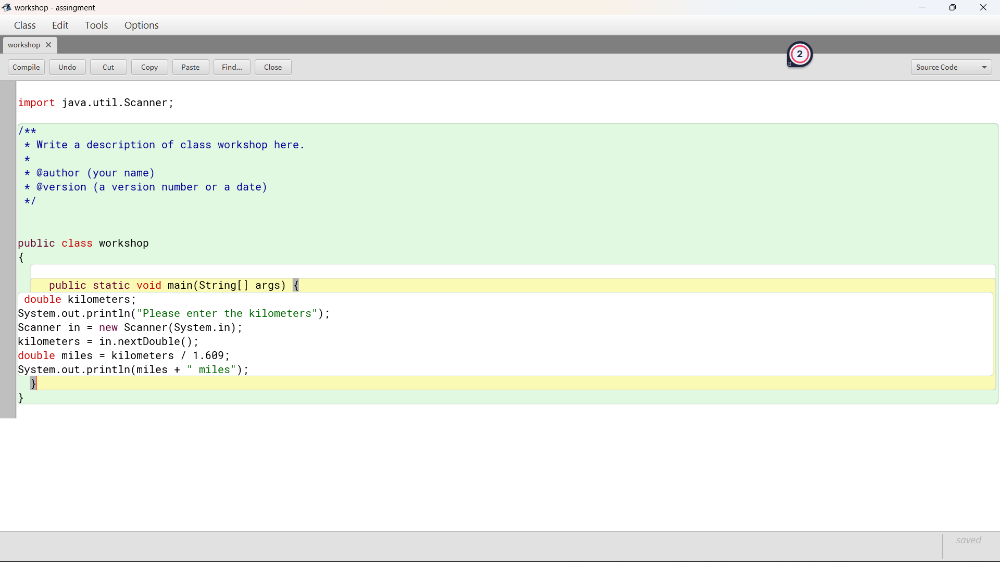 workshop - assingment
Class Edit Tools Options
workshop
2
Compile Undo Cut Copy Paste Find... Close Source Code
import java.util.Scanner;
/**
 * Write a description of class workshop here.
 *
 * @author (your name)
 * @version (a version number or a date)
 */
public class workshop
{
public static void main(String[] args) {
double kilometers;
System.out.println("Please enter the kilometers");
Scanner in = new Scanner(System.in);
kilometers = in.nextDouble();
double miles = kilometers / 1.609;
System.out.println(miles + " miles");
}
}
saved